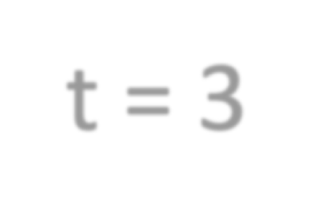 t = 3